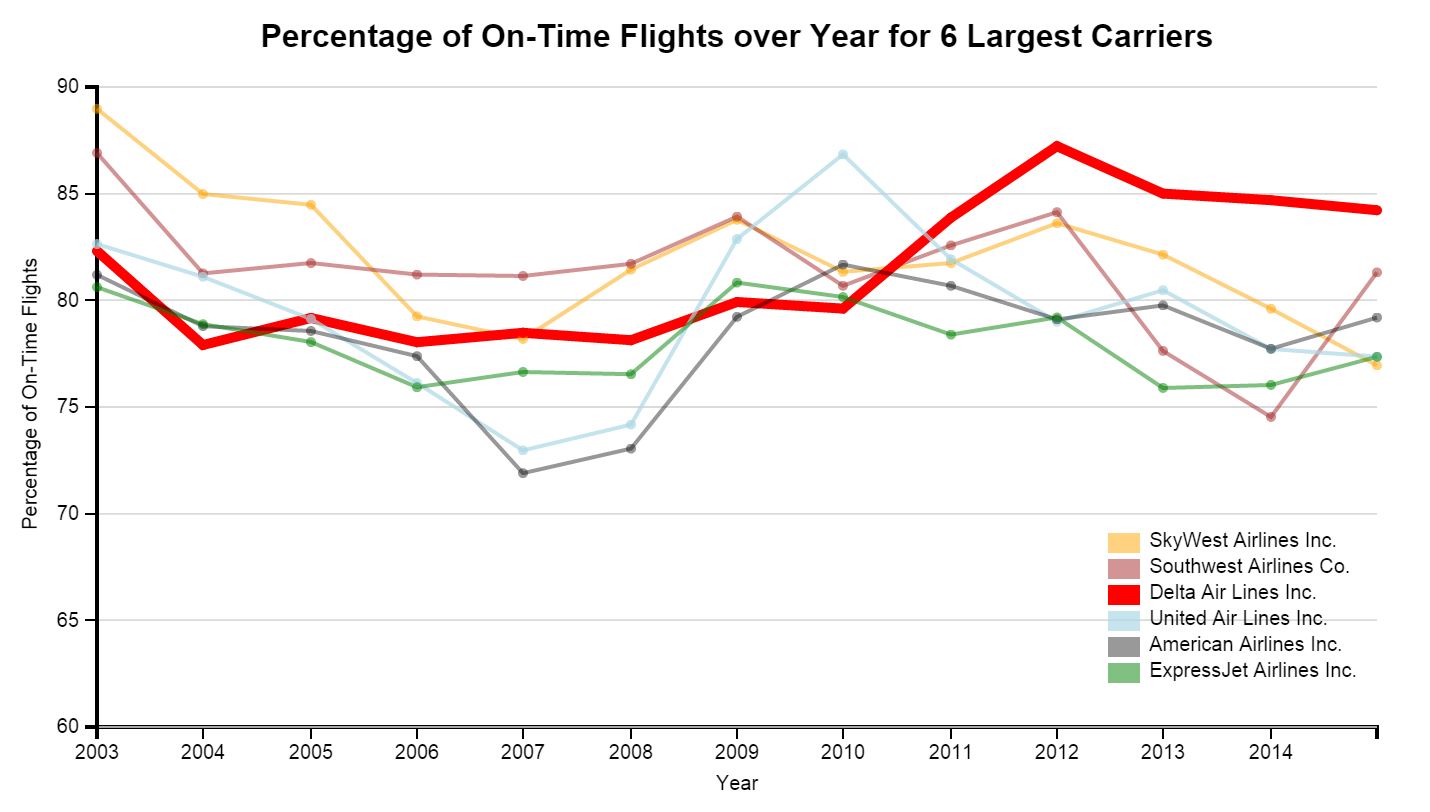 Percentage of On-Time Flights over Year for 6 Largest Carriers
90
85
80
75
70
65
60
Percentage of On-Time Flights
SkyWest Airlines Inc.
Southwest Airlines Co.
Delta Air Lines Inc.
United Air Lines Inc.
American Airlines Inc.
ExpressJet Airlines Inc.
2003 2004 2005 2006 2007 2008 2009 2010 2011 2012 2013 2014
Year